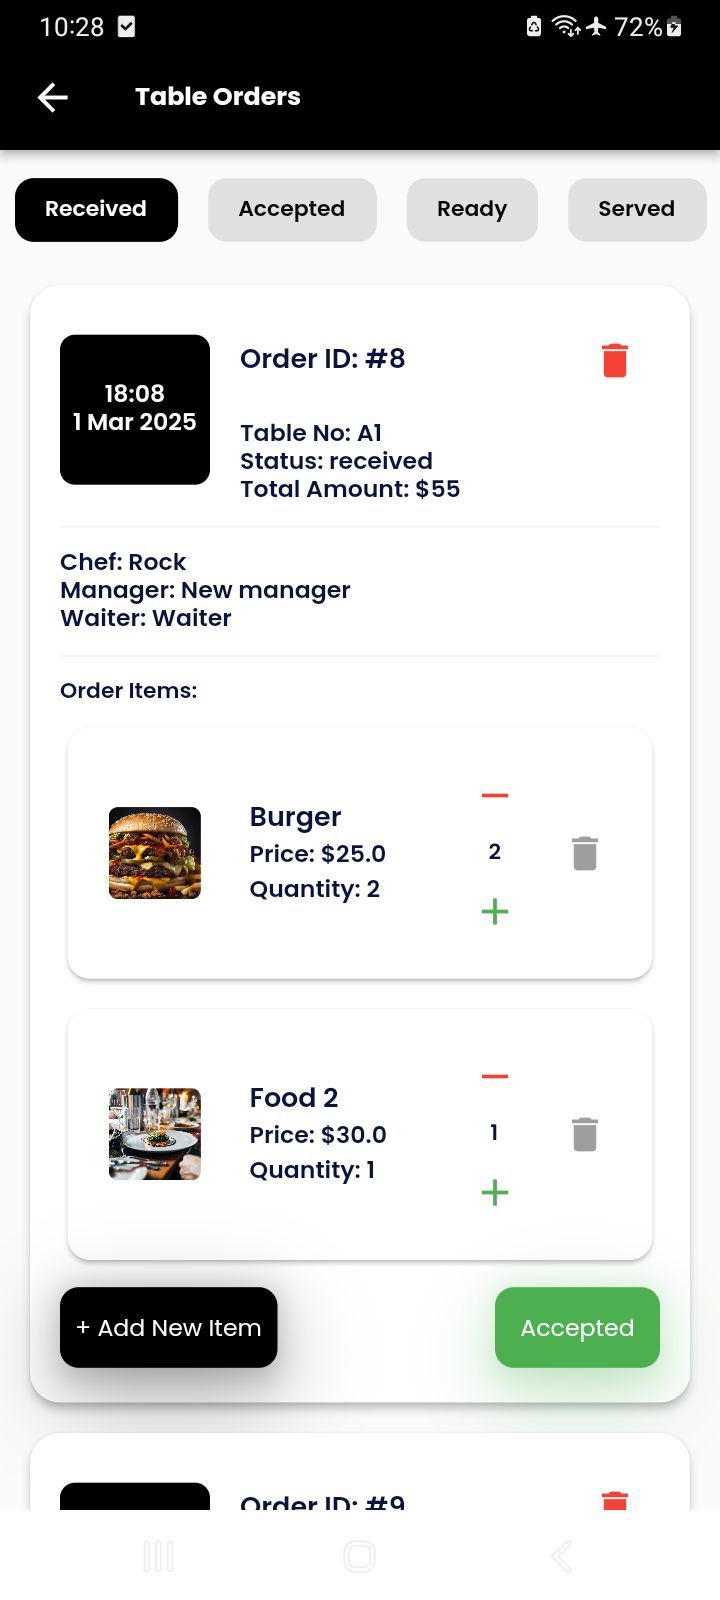 10:28 72%
Table Orders
Received Accepted Ready Served
18:08
1 Mar 2025
Order ID: #8
Table No: A1
Status: received
Total Amount: $55
Chef: Rock
Manager: New manager
Waiter: Waiter
Order Items:
Burger
Price: $25.0
Quantity: 2
2
Food 2
Price: $30.0
Quantity: 1
1
+ Add New Item Accepted
Order ID: #9